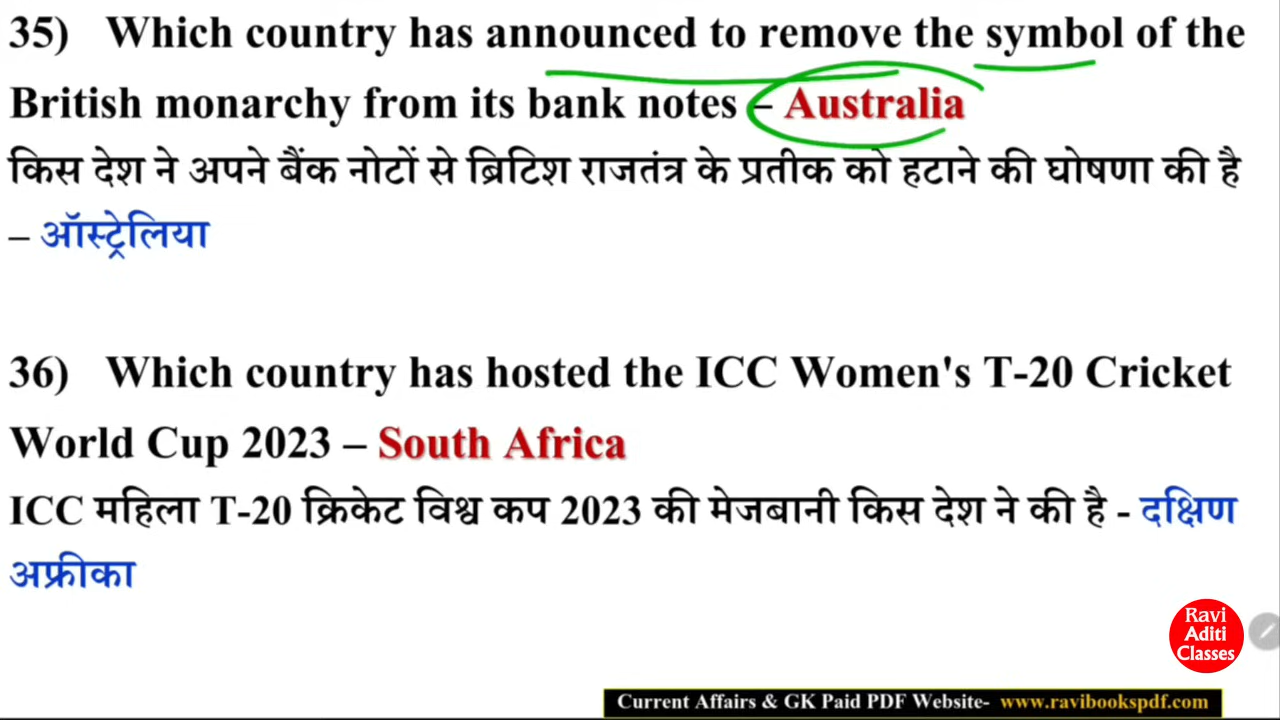 35) Which country has announced to remove the symbol of the
British monarchy from its bank notes – Australia
किस देश ने अपने बैंक नोटों से ब्रिटिश राजतंत्र के प्रतीक को हटाने की घोषणा की है
– ऑस्ट्रेलिया
36) Which country has hosted the ICC Women's T-20 Cricket
World Cup 2023 – South Africa
ICC महिला T-20 क्रिकेट विश्व कप 2023 की मेजबानी किस देश ने की है - दक्षिण
अफ्रीका
Ravi
Aditi
Classes
Current Affairs & GK Paid PDF Website- www.ravibookspdf.com